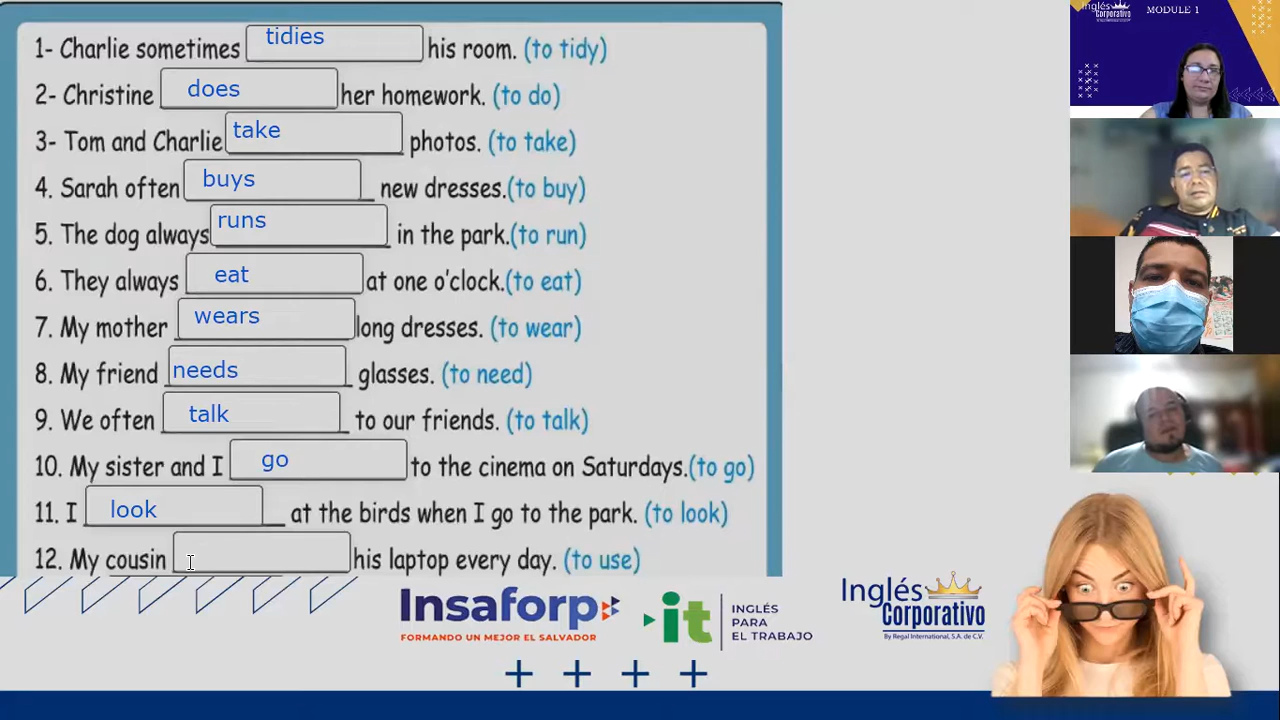 1- Charlie sometimes tidies his room. (to tidy)
2- Christine does her homework. (to do)
3- Tom and Charlie take photos. (to take)
4. Sarah often buys new dresses.(to buy)
5. The dog always runs in the park.(to run)
6. They always eat at one o'clock.(to eat)
7. My mother wears long dresses. (to wear)
8. My friend needs glasses. (to need)
9. We often talk to our friends. (to talk)
10. My sister and I go to the cinema on Saturdays.(to go)
11. I look at the birds when I go to the park. (to look)
12. My cousin his laptop every day. (to use)
Inglés
Corporativo
MODULE 1
Insaforp
FORMANDO UN MEJOR EL SALVADOR
it
INGLÉS
PARA
EL TRABAJO
Inglés
Corporativo
By Regal International, S.A. de C.V.